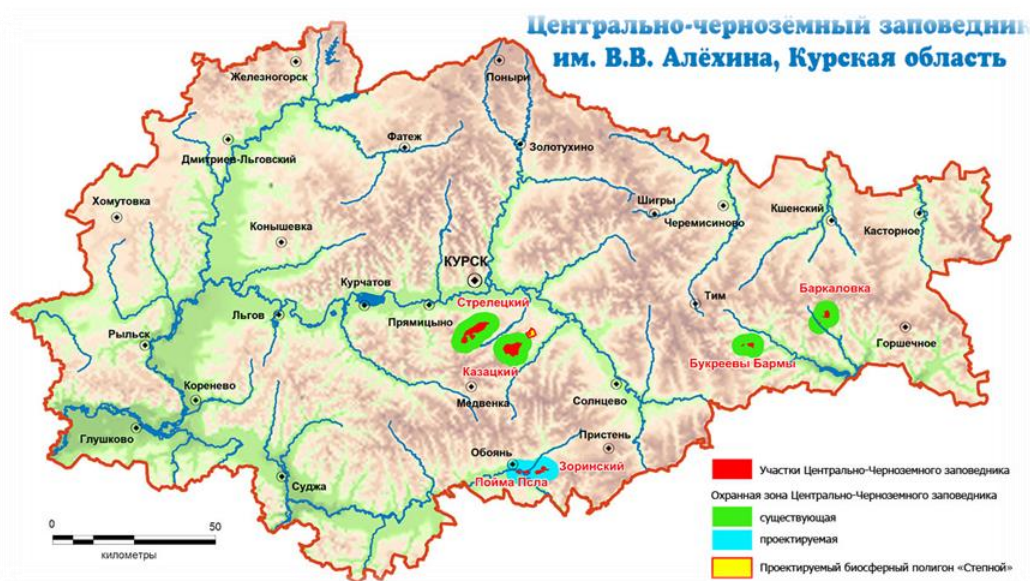 Центрально-чернозёмный заповедник
им. В.В. Алёхина, Курская область
Железногорск
Поныри
Фатеж
Золотухино
Дмитриев-Льговский
Хомутовка
Конышевка
Шигры
Черемисиново
Кшенский
Касторное
КУРСК
Курчатов
Стрелецкий
Тим
Баркаловка
Льгов
Прямицыно
Рыльск
Горшечное
Букреевы Бармы
Казацкий
Коренево
Медвенка
Солнцево
Глушково
Пристень
Обоянь
Зоринский
Пойма Псла
Суджа
0 50
километры
Участки Центрально-Черноземного заповедника
Охранная зона Центрально-Черноземного заповедника
существующая
проектируемая
Проектируемый биосферный полигон «Степной»